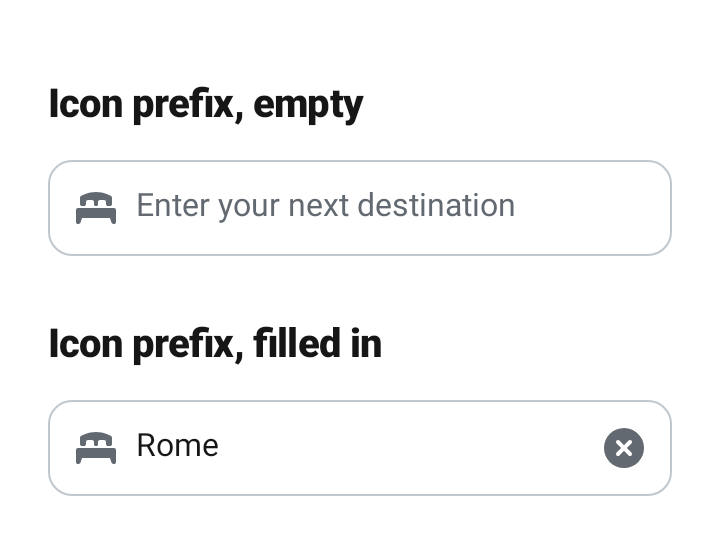 Icon prefix, empty
Enter your next destination
Icon prefix, filled in
Rome